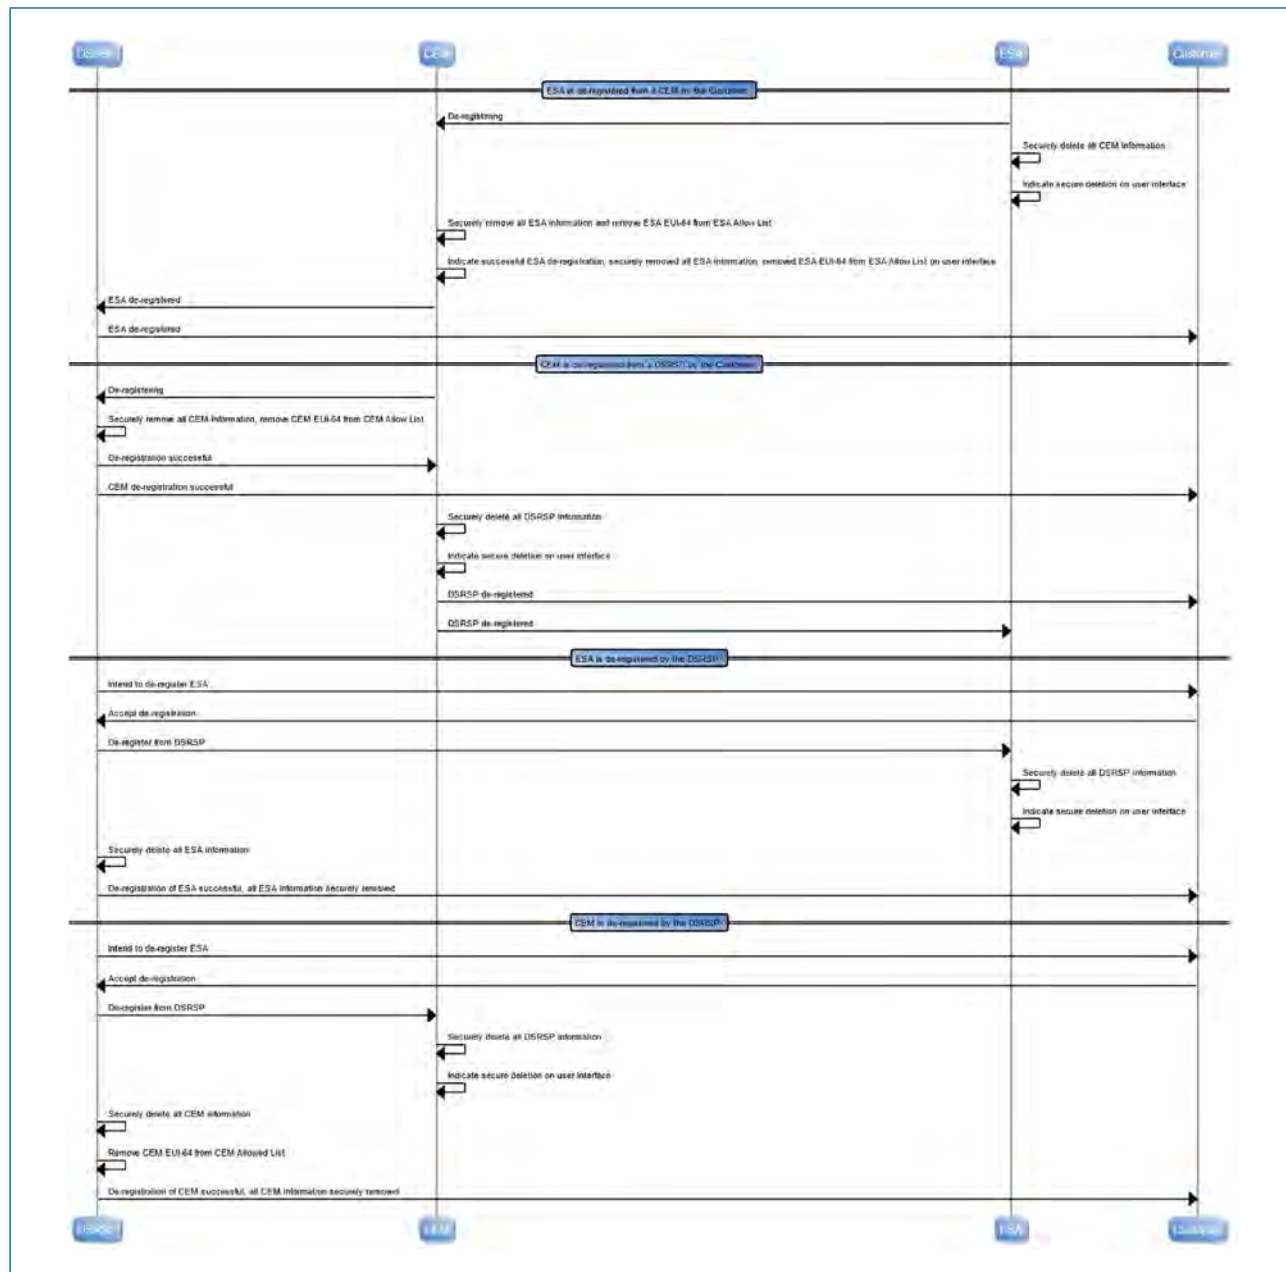 DSRSP CEM ESA Customer
ESA is de-registered from a CEM by the Customer
De-registering
Securely delete all CEM Information
Indicate secure deletion on user interface
Securely remove all ESA information and remove ESA EUI-64 from ESA Allow List
Indicate successful ESA de-registration, securely removed all ESA information, removed ESA EUI-64 from ESA Allow List on user interface
ESA de-registered
ESA de-registered
CEM is de-registered from a DSRSP by the Customer
De-registering
Securely remove all CEM information, remove CEM EUI-64 from CEM Allow List
De-registration successful
CEM de-registration successful
Securely delete all DSRSP Information
Indicate secure deletion on user interface
DSRSP de-registered
DSRSP de-registered
ESA is de-registered by the DSRSP
Intend to de-register ESA
Accept de-registration
De-register from DSRSP
Securely delete all DSRSP information
Indicate secure deletion on user interface
Securely delete all ESA information
De-registration of ESA successful, all ESA information securely removed
CEM is de-registered by the DSRSP
Intend to de-register ESA
Accept de-registration
De-register from DSRSP
Securely delete all DSRSP information
Indicate secure deletion on user interface
Securely delete all CEM information
Remove CEM EUI-64 from CEM Allowed List
De-registration of CEM successful, all CEM information securely removed
DSRSP CEM ESA Customer